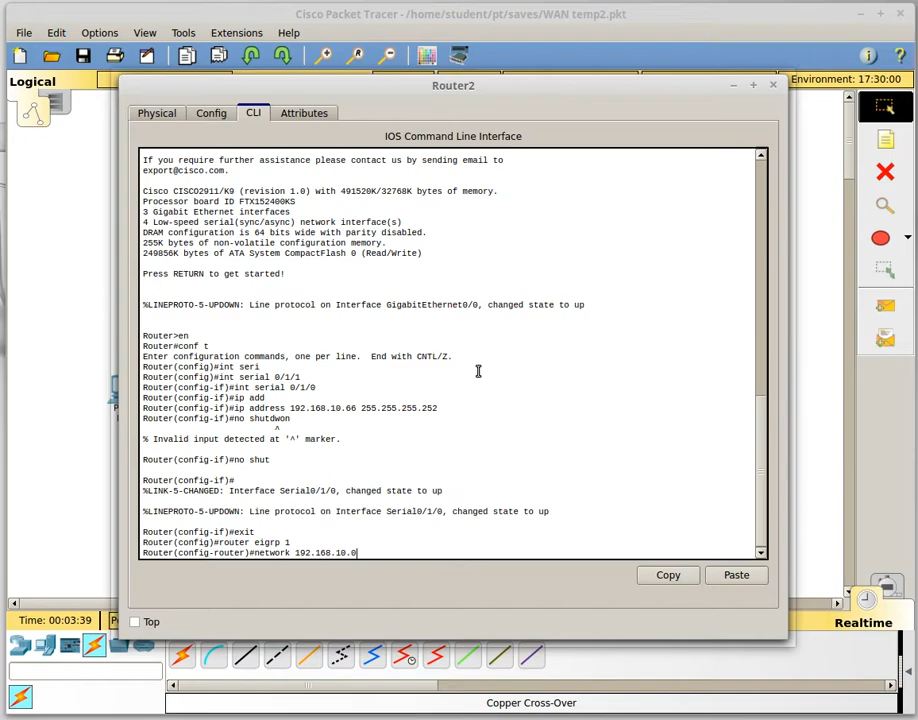 Cisco Packet Tracer - /home/student/pt/saves/WAN temp2.pkt
File Edit Options View Tools Extensions Help
Logical
Environment: 17:30:00
Router2
Physical Config CLI Attributes
IOS Command Line Interface
If you require further assistance please contact us by sending email to
export@cisco.com.
Cisco CISCO2911/K9 (revision 1.0) with 491520K/32768K bytes of memory.
Processor board ID FTX152400KS
3 Gigabit Ethernet interfaces
4 Low-speed serial(sync/async) network interface(s)
DRAM configuration is 64 bits wide with parity disabled.
255K bytes of non-volatile configuration memory.
249856K bytes of ATA System CompactFlash 0 (Read/Write)
Press RETURN to get started!
%LINEPROTO-5-UPDOWN: Line protocol on Interface GigabitEthernet0/0, changed state to up
Router>en
Router#conf t
Enter configuration commands, one per line.  End with CNTL/Z.
Router(config)#int seri
Router(config)#int serial 0/1/1
Router(config-if)#int serial 0/1/0
Router(config-if)#ip add
Router(config-if)#ip address 192.168.10.66 255.255.255.252
Router(config-if)#no shutdwon
^
% Invalid input detected at '^' marker.
Router(config-if)#no shut
Router(config-if)#
%LINK-5-CHANGED: Interface Serial0/1/0, changed state to up
%LINEPROTO-5-UPDOWN: Line protocol on Interface Serial0/1/0, changed state to up
Router(config-if)#exit
Router(config)#router eigrp 1
Router(config-router)#network 192.168.10.0
Copy Paste
Top
Time: 00:03:39
Realtime
Copper Cross-Over